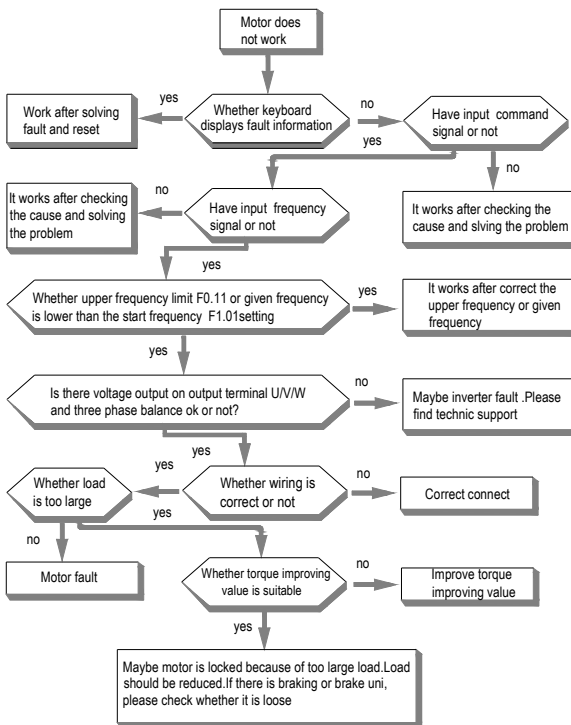 Motor does
not work
yes
Work after solving
fault and reset
Whether keyboard
displays fault information
no
Have input command
signal or not
yes
no
It works after checking
the cause and solving
the problem
no
Have input frequency
signal or not
It works after checking the
cause and slving the problem
yes
Whether upper frequency limit F0.11 or given frequency
is lower than the start frequency F1.01setting
yes
It works after correct the
upper frequency or given
frequency
yes
Is there voltage output on output terminal U/V/W
and three phase balance ok or not?
no
Maybe inverter fault .Please
find technic support
yes
Whether load
is too large
yes
Whether wiring is
correct or not
no
Correct connect
yes
no
Motor fault
Whether torque improving
value is suitable
no
Improve torque
improving value
yes
Maybe motor is locked because of too large load.Load
should be reduced.If there is braking or brake uni,
please check whether it is loose